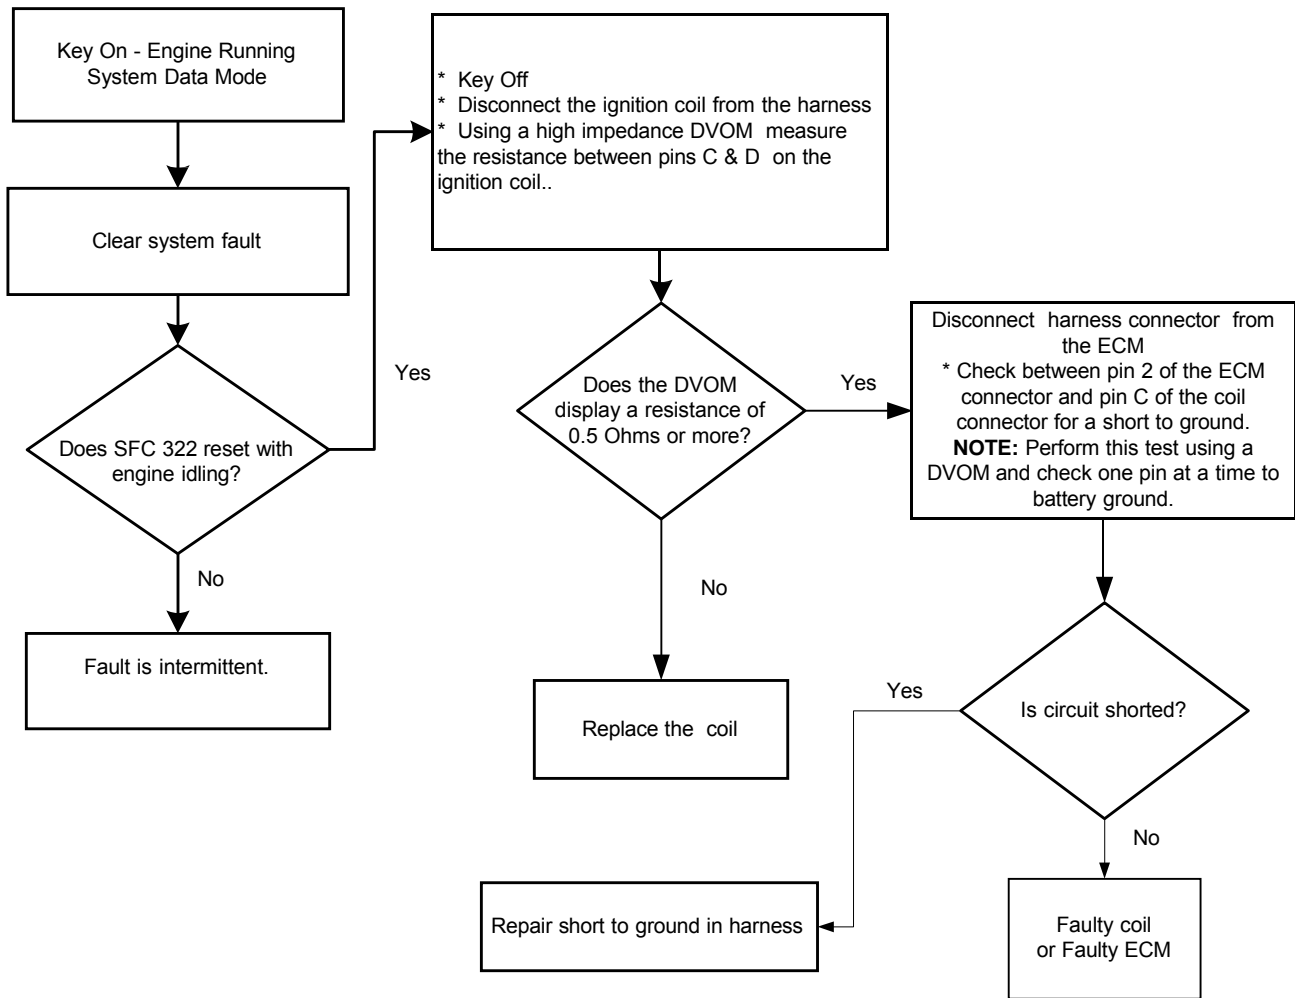 Key On - Engine Running
System Data Mode
Clear system fault
Does SFC 322 reset with
engine idling?
Yes
No
Fault is intermittent.
* Key Off
* Disconnect the ignition coil from the harness
* Using a high impedance DVOM measure
the resistance between pins C & D on the
ignition coil..
Does the DVOM
display a resistance of
0.5 Ohms or more?
Yes
No
Replace the coil
Disconnect harness connector from
the ECM
* Check between pin 2 of the ECM
connector and pin C of the coil
connector for a short to ground.
NOTE: Perform this test using a
DVOM and check one pin at a time to
battery ground.
Is circuit shorted?
Yes
No
Repair short to ground in harness
Faulty coil
or Faulty ECM